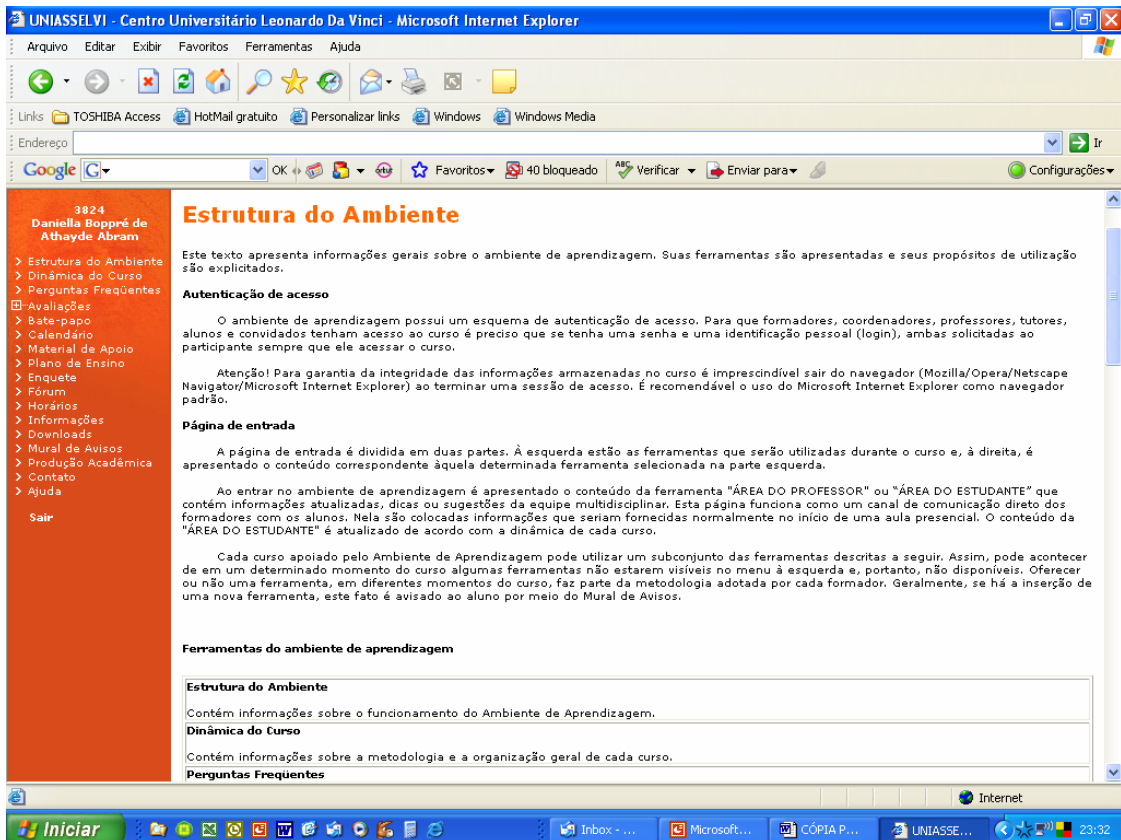 UNIASSELVI - Centro Universitário Leonardo Da Vinci - Microsoft Internet Explorer
Arquivo Editar Exibir Favoritos Ferramentas Ajuda
Links TOSHIBA Access HotMail gratuito Personalizar links Windows Windows Media
Endereço Ir
Google G OK Favoritos 40 bloqueado ABC Verificar Enviar para Configurações
3824
Daniella Boppré de
Athayde Abram
> Estrutura do Ambiente
> Dinâmica do Curso
> Perguntas Freqüentes
Avaliações
> Bate-papo
> Calendário
> Material de Apoio
> Plano de Ensino
> Enquete
> Fórum
> Horários
> Informações
> Downloads
> Mural de Avisos
> Produção Acadêmica
> Contato
> Ajuda
Sair
Estrutura do Ambiente
Este texto apresenta informações gerais sobre o ambiente de aprendizagem. Suas ferramentas são apresentadas e seus propósitos de utilização
são explicitados.
Autenticação de acesso
O ambiente de aprendizagem possui um esquema de autenticação de acesso. Para que formadores, coordenadores, professores, tutores,
alunos e convidados tenham acesso ao curso é preciso que se tenha uma senha e uma identificação pessoal (login), ambas solicitadas ao
participante sempre que ele acessar o curso.
Atenção! Para garantia da integridade das informações armazenadas no curso é imprescindível sair do navegador (Mozilla/Opera/Netscape
Navigator/Microsoft Internet Explorer) ao terminar uma sessão de acesso. É recomendável o uso do Microsoft Internet Explorer como navegador
padrão.
Página de entrada
A página de entrada é dividida em duas partes. À esquerda estão as ferramentas que serão utilizadas durante o curso e, à direita, é
apresentado o conteúdo correspondente àquela determinada ferramenta selecionada na parte esquerda.
Ao entrar no ambiente de aprendizagem é apresentado o conteúdo da ferramenta "ÁREA DO PROFESSOR" ou “ÁREA DO ESTUDANTE” que
contém informações atualizadas, dicas ou sugestões da equipe multidisciplinar. Esta página funciona como um canal de comunicação direto dos
formadores com os alunos. Nela são colocadas informações que seriam fornecidas normalmente no início de uma aula presencial. O conteúdo da
"ÁREA DO ESTUDANTE" é atualizado de acordo com a dinâmica de cada curso.
Cada curso apoiado pelo Ambiente de Aprendizagem pode utilizar um subconjunto das ferramentas descritas a seguir. Assim, pode acontecer
de em um determinado momento do curso algumas ferramentas não estarem visíveis no menu à esquerda e, portanto, não disponíveis. Oferecer
ou não uma ferramenta, em diferentes momentos do curso, faz parte da metodologia adotada por cada formador. Geralmente, se há a inserção de
uma nova ferramenta, este fato é avisado ao aluno por meio do Mural de Avisos.
Ferramentas do ambiente de aprendizagem
Estrutura do Ambiente
Contém informações sobre o funcionamento do Ambiente de Aprendizagem.
Dinâmica do Curso
Contém informações sobre a metodologia e a organização geral de cada curso.
Perguntas Freqüentes
Internet
Iniciar Inbox - ... Microsoft... CÓPIA P... UNIASSE... 23:32